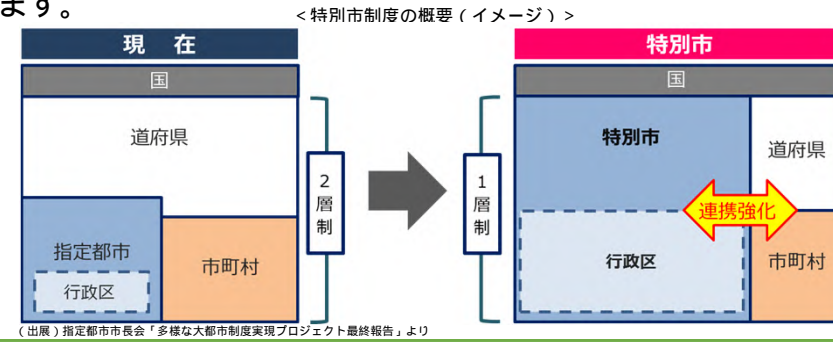 ます。
<特別市制度の概要(イメージ)>
現 在
国
道府県
指定都市
行政区
市町村
2層制
特別市
国
特別市
道府県
1層制
連携強化
行政区
市町村
(出展)指定都市市長会「多様な大都市制度実現プロジェクト最終報告」より